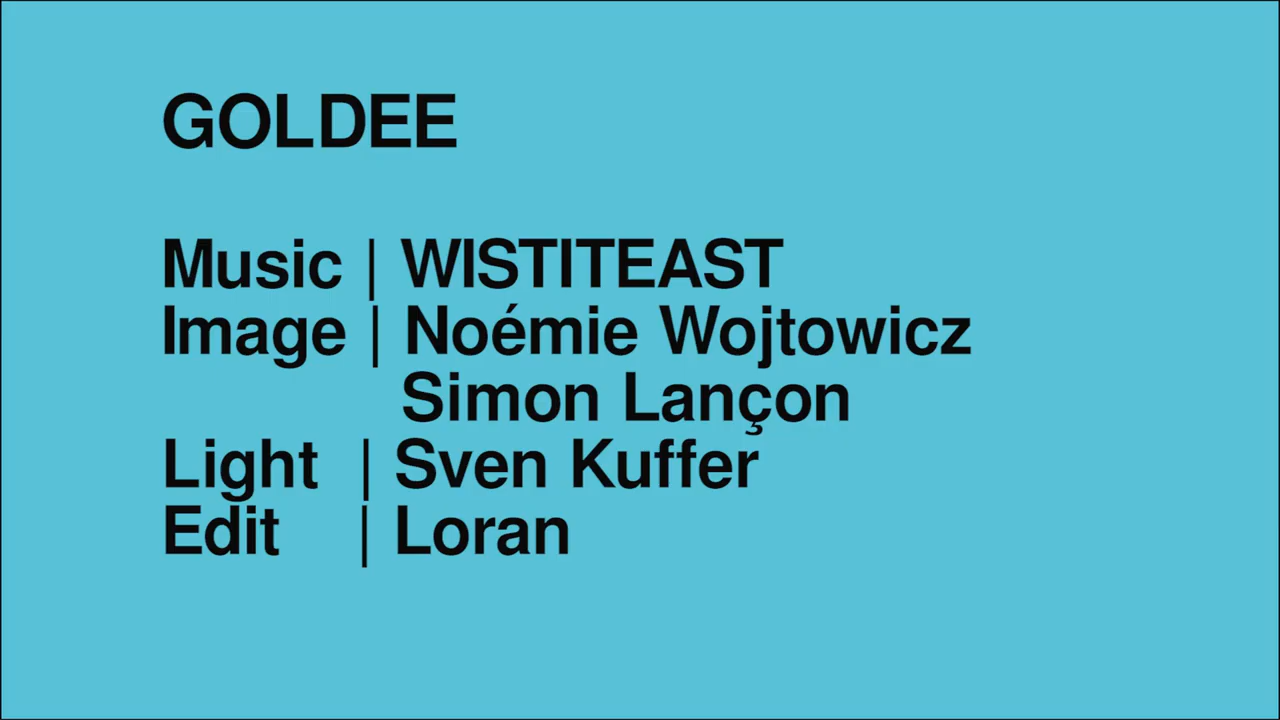 GOLDEE
Music | WISTITEAST
Image | Noémie Wojtowicz
Simon Lançon
Light | Sven Kuffer
Edit | Loran